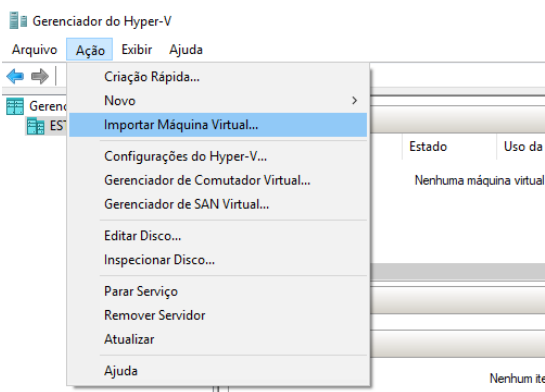 Gerenciador do Hyper-V
Arquivo Ação Exibir Ajuda
Criação Rápida...
Novo
Importar Máquina Virtual...
Configurações do Hyper-V...
Gerenciador de Comutador Virtual...
Gerenciador de SAN Virtual...
Editar Disco...
Inspecionar Disco...
Parar Serviço
Remover Servidor
Atualizar
Ajuda
Estado Uso da
Nenhuma máquina virtual
Nenhum ite